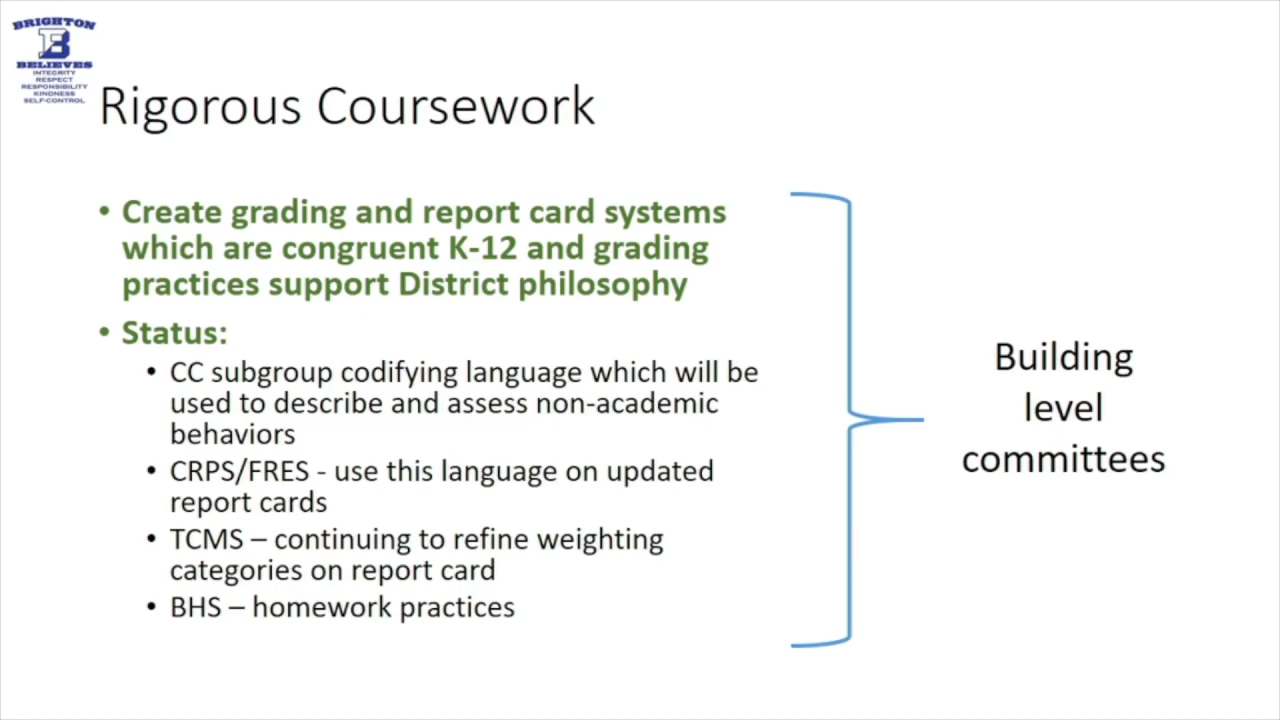 BRIGHTON
B
BELIEVES
INTEGRITY
RESPECT
RESPONSIBILITY
KINDNESS
SELF-CONTROL
Rigorous Coursework
• Create grading and report card systems
which are congruent K-12 and grading
practices support District philosophy
• Status:
• CC subgroup codifying language which will be
used to describe and assess non-academic
behaviors
• CRPS/FRES - use this language on updated
report cards
• TCMS – continuing to refine weighting
categories on report card
• BHS – homework practices
Building
level
committees